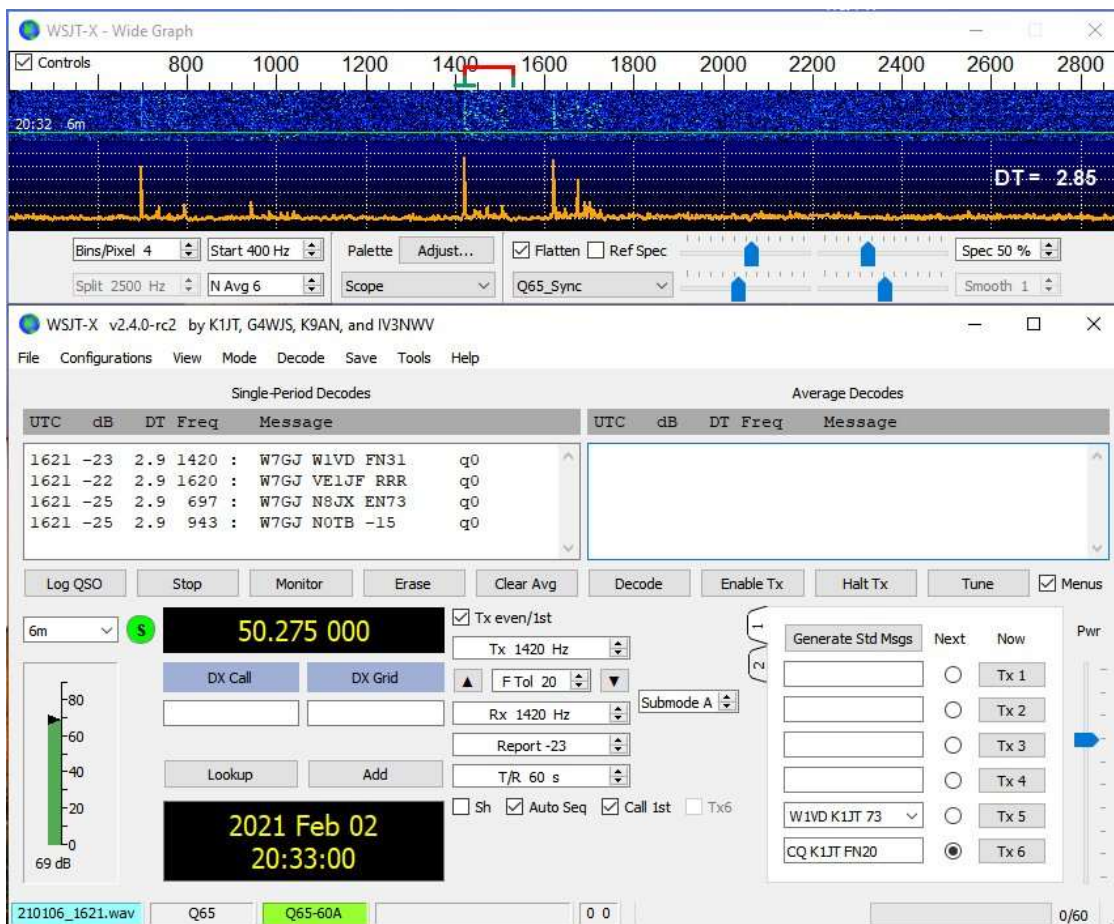 WSJT-X - Wide Graph
Controls 800 1000 1200 1400 1600 1800 2000 2200 2400 2600 2800
20:32 6m
DT = 2.85
Bins/Pixel 4 Start 400 Hz Palette Adjust... Flatten Ref Spec Spec 50 %
Split 2500 Hz N Avg 6 Scope Q65_Sync Smooth 1
WSJT-X v2.4.0-rc2 by K1JT, G4WJS, K9AN, and IV3NWV
File Configurations View Mode Decode Save Tools Help
Single-Period Decodes Average Decodes
UTC dB DT Freq Message UTC dB DT Freq Message
1621 -23 2.9 1420 : W7GJ W1VD FN31 q0
1621 -22 2.9 1620 : W7GJ VE1JF RRR q0
1621 -25 2.9 697 : W7GJ N8JX EN73 q0
1621 -25 2.9 943 : W7GJ N0TB -15 q0
Log QSO Stop Monitor Erase Clear Avg Decode Enable Tx Halt Tx Tune Menus
6m S 50.275 000 Tx even/1st
Tx 1420 Hz
DX Call DX Grid F Tol 20
Submode A
Rx 1420 Hz
Report -23
Lookup Add T/R 60 s
Sh Auto Seq Call 1st Tx6
2021 Feb 02
20:33:00
-80
-60
-40
-20
-0
69 dB
1
2
Generate Std Msgs Next Now Pwr
Tx 1
Tx 2
Tx 3
Tx 4
W1VD K1JT 73 Tx 5
CQ K1JT FN20 Tx 6
210106_1621.wav Q65 Q65-60A 0 0 0/60